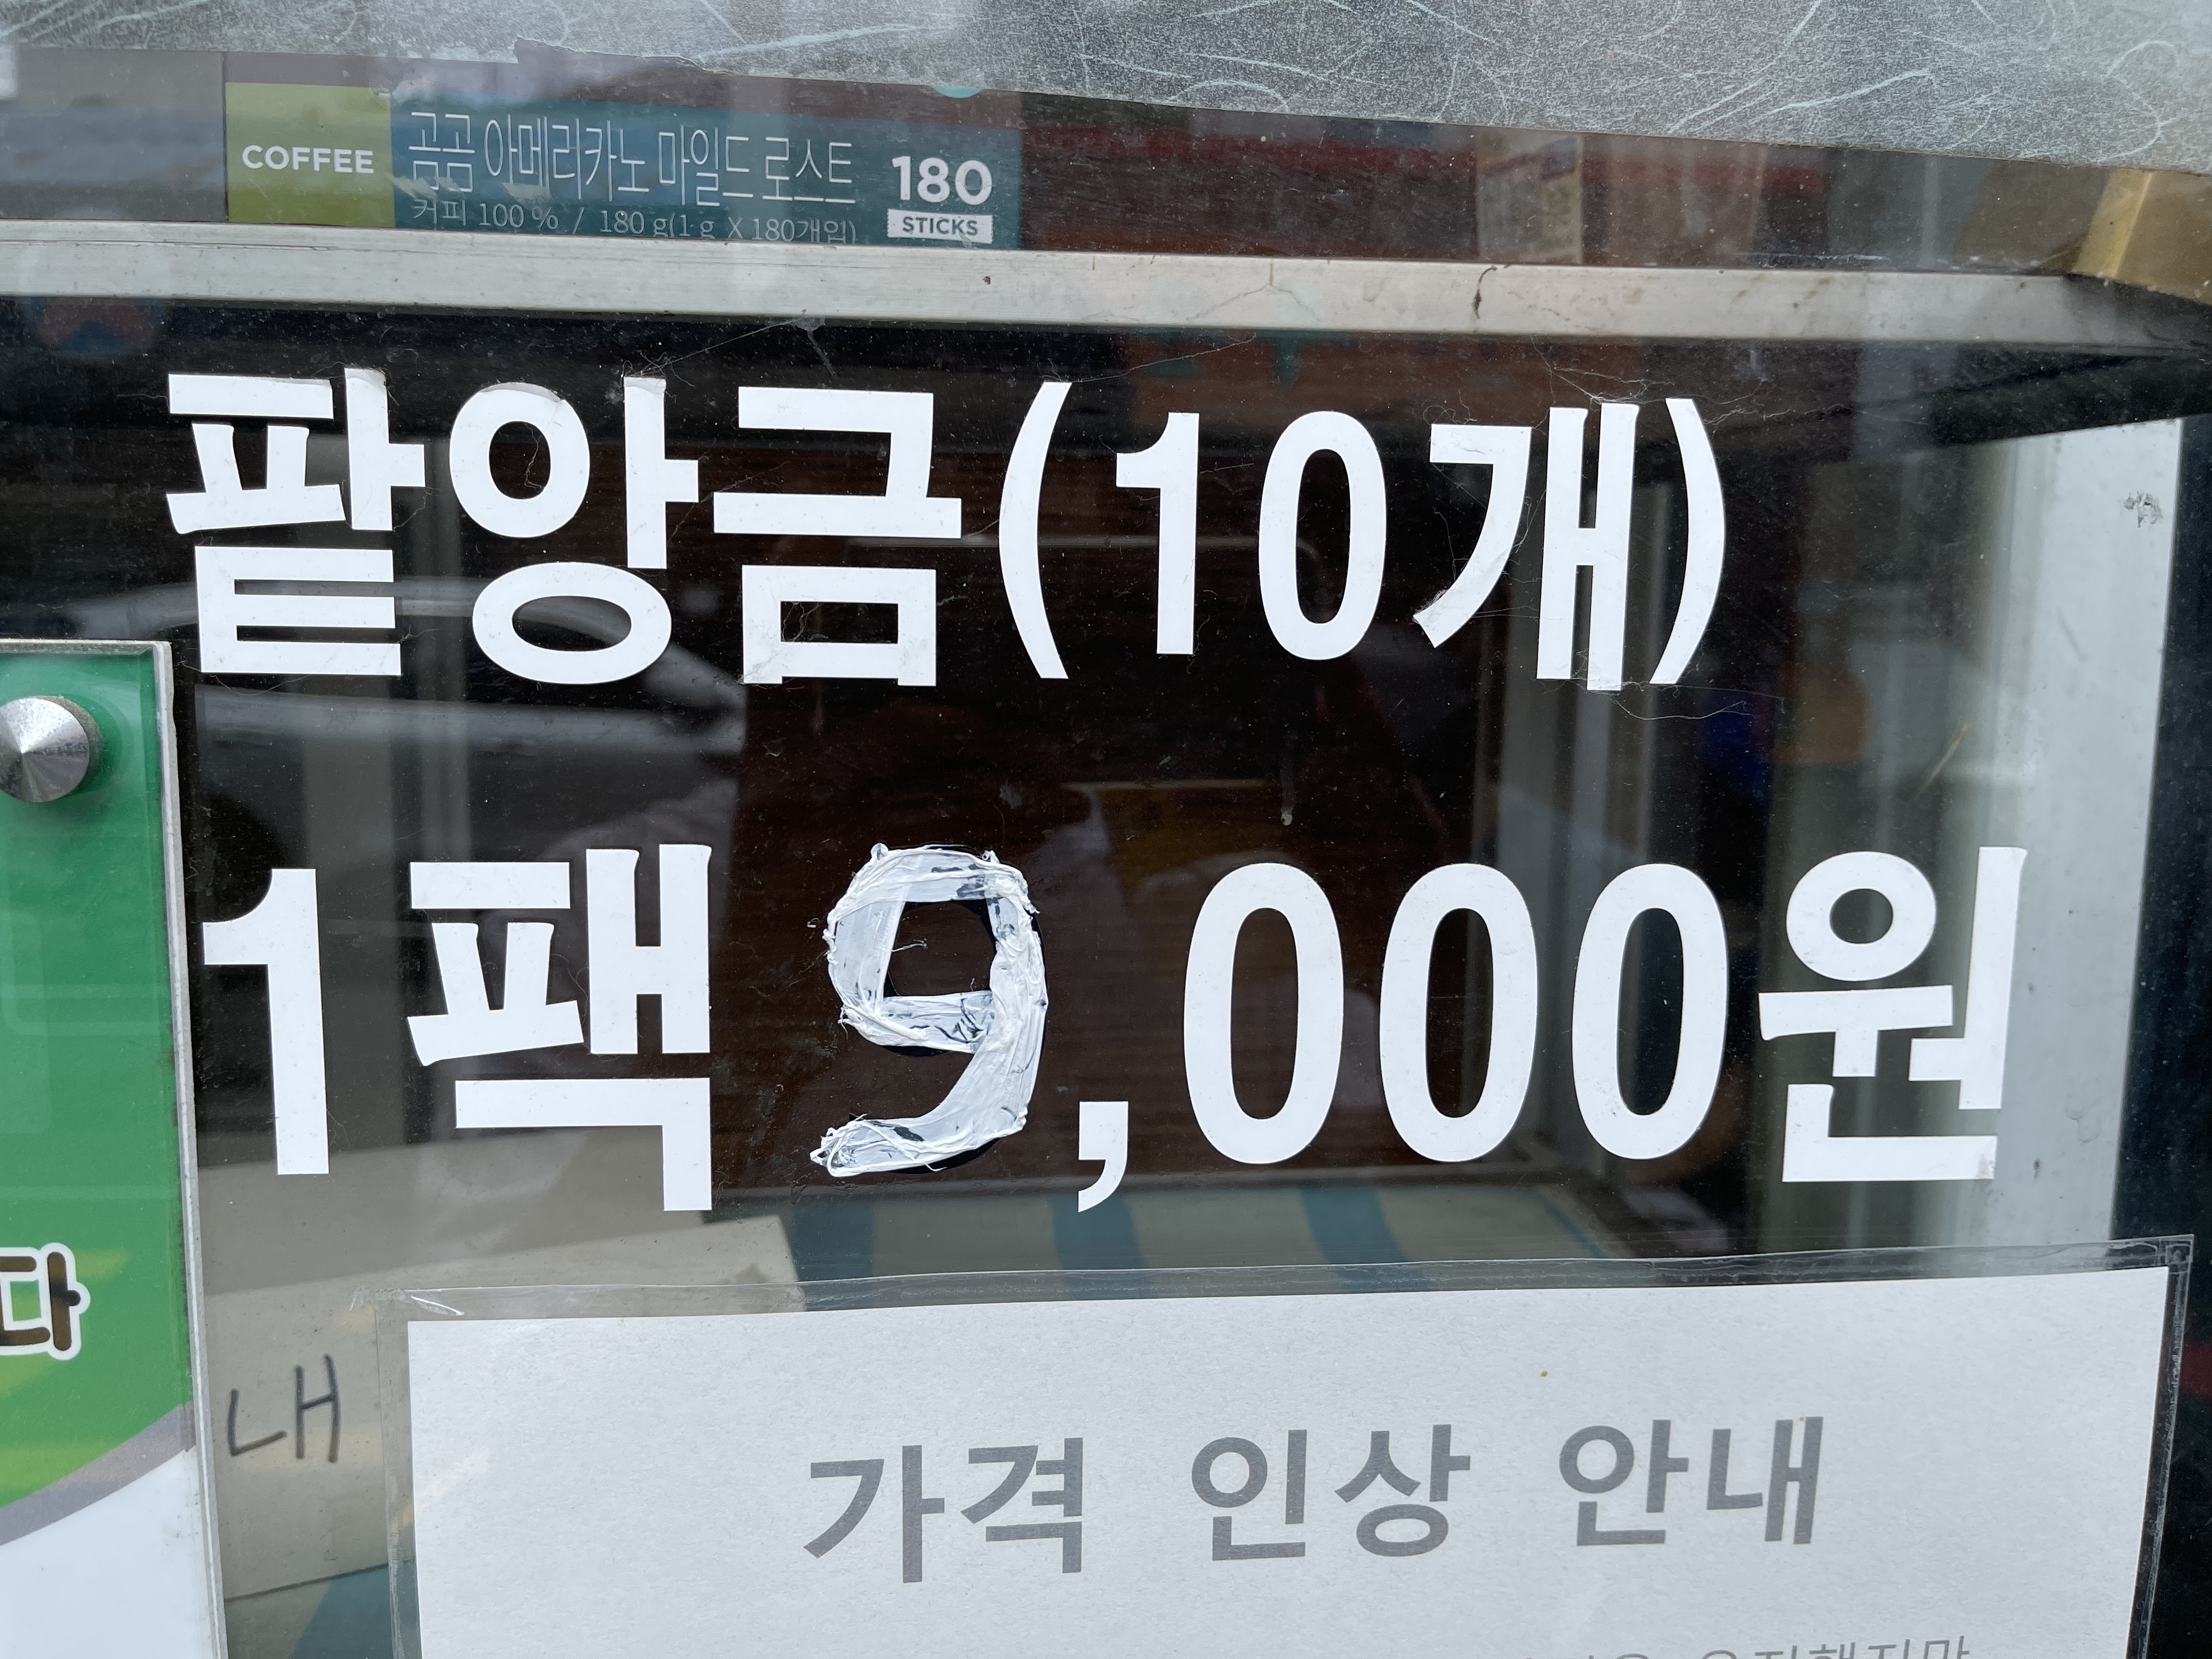 COFFEE 곰곰 아메리카노 마일드 로스트 180
커피 100 % / 180 g(1 g X 180개입) STICKS
팥앙금(10개)
1팩 9,000원
다
내
가격 인상 안내